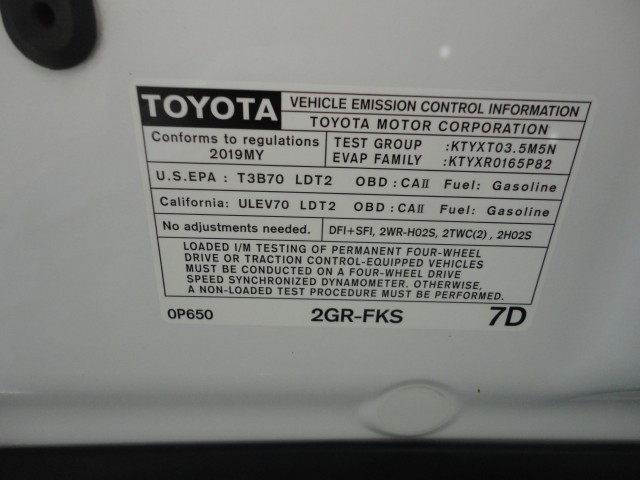 TOYOTA VEHICLE EMISSION CONTROL INFORMATION
TOYOTA MOTOR CORPORATION
Conforms to regulations
2019MY
TEST GROUP :KTYXT03.5M5N
EVAP FAMILY :KTYXR0165P82
U.S.EPA : T3B70 LDT2 OBD : CAII Fuel: Gasoline
California: ULEV70 LDT2 OBD : CAII Fuel: Gasoline
No adjustments needed. DFI+SFI, 2WR-HO2S, 2TWC(2) , 2HO2S
LOADED I/M TESTING OF PERMANENT FOUR-WHEEL
DRIVE OR TRACTION CONTROL-EQUIPPED VEHICLES
MUST BE CONDUCTED ON A FOUR-WHEEL DRIVE
SPEED SYNCHRONIZED DYNAMOMETER. OTHERWISE,
A NON-LOADED TEST PROCEDURE MUST BE PERFORMED.
0P650 2GR-FKS 7D